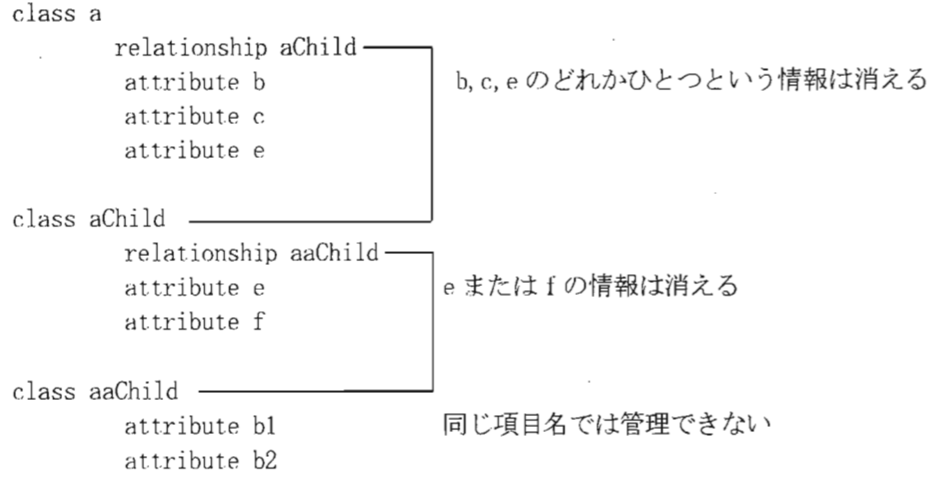 class a
relationship aChild
attribute b
b,c,eのどれかひとつという情報は消える
attribute c
attribute e
class aChild
relationship aaChild
attribute e
eまたはfの情報は消える
attribute f
class aaChild
attribute b1
同じ項目名では管理できない
attribute b2